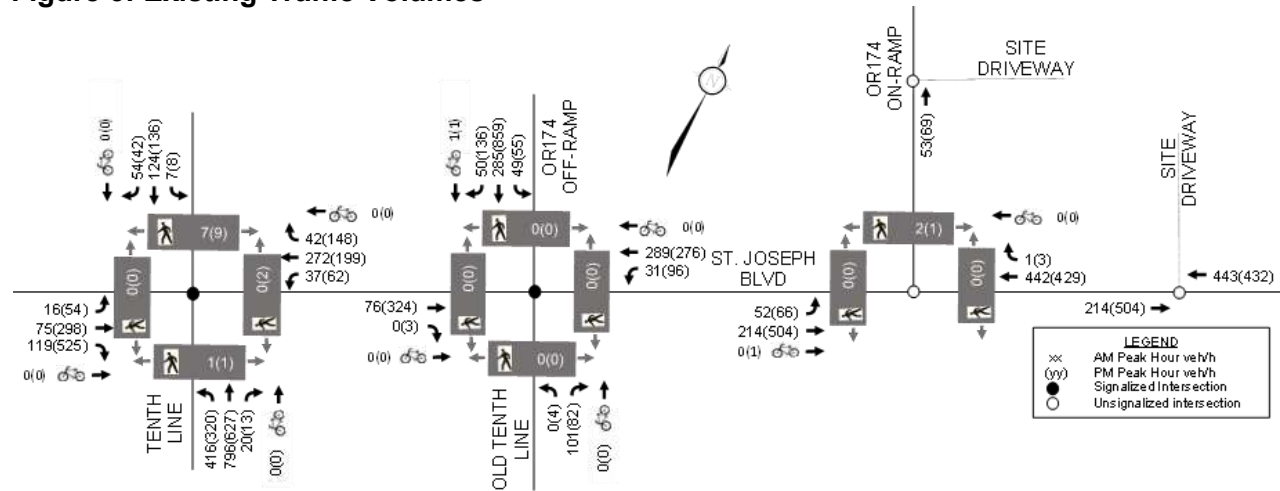 Figure 3: Existing Traffic Volumes
0(0)
54(42)
124(136)
7(8)
1(1)
50(136)
285(859)
49(55)
OR174
OFF-RAMP
N
OR174
ON-RAMP
SITE
DRIVEWAY
53(69)
SITE
DRIVEWAY
7(9)
0(0)
42(148)
272(199)
37(62)
0(0)
0(2)
0(0)
0(0)
289(276)
31(96)
0(0)
0(0)
ST. JOSEPH
BLVD
2(1)
0(0)
1(3)
442(429)
0(0)
0(0)
443(432)
16(54)
75(298)
119(525)
0(0)
76(324)
0(3)
0(0)
52(66)
214(504)
0(1)
214(504)
1(1)
0(0)
TENTH
LINE
416(320)
796(627)
20(13)
0(0)
OLD TENTH
LINE
0(4)
101(82)
0(0)
LEGEND
xx AM Peak Hour veh/h
(yy) PM Peak Hour veh/h
Signalized Intersection
Unsignalized intersection